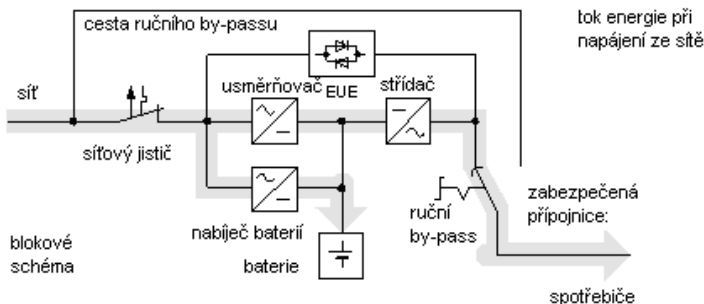 cesta ručního by-passu
tok energie při
napájení ze sítě
síť
usměrňovač
EUE
střídač
síťový jistič
nabíječ baterií
ruční
by-pass
zabezpečená
přípojnice:
blokové
schéma
baterie
spotřebiče